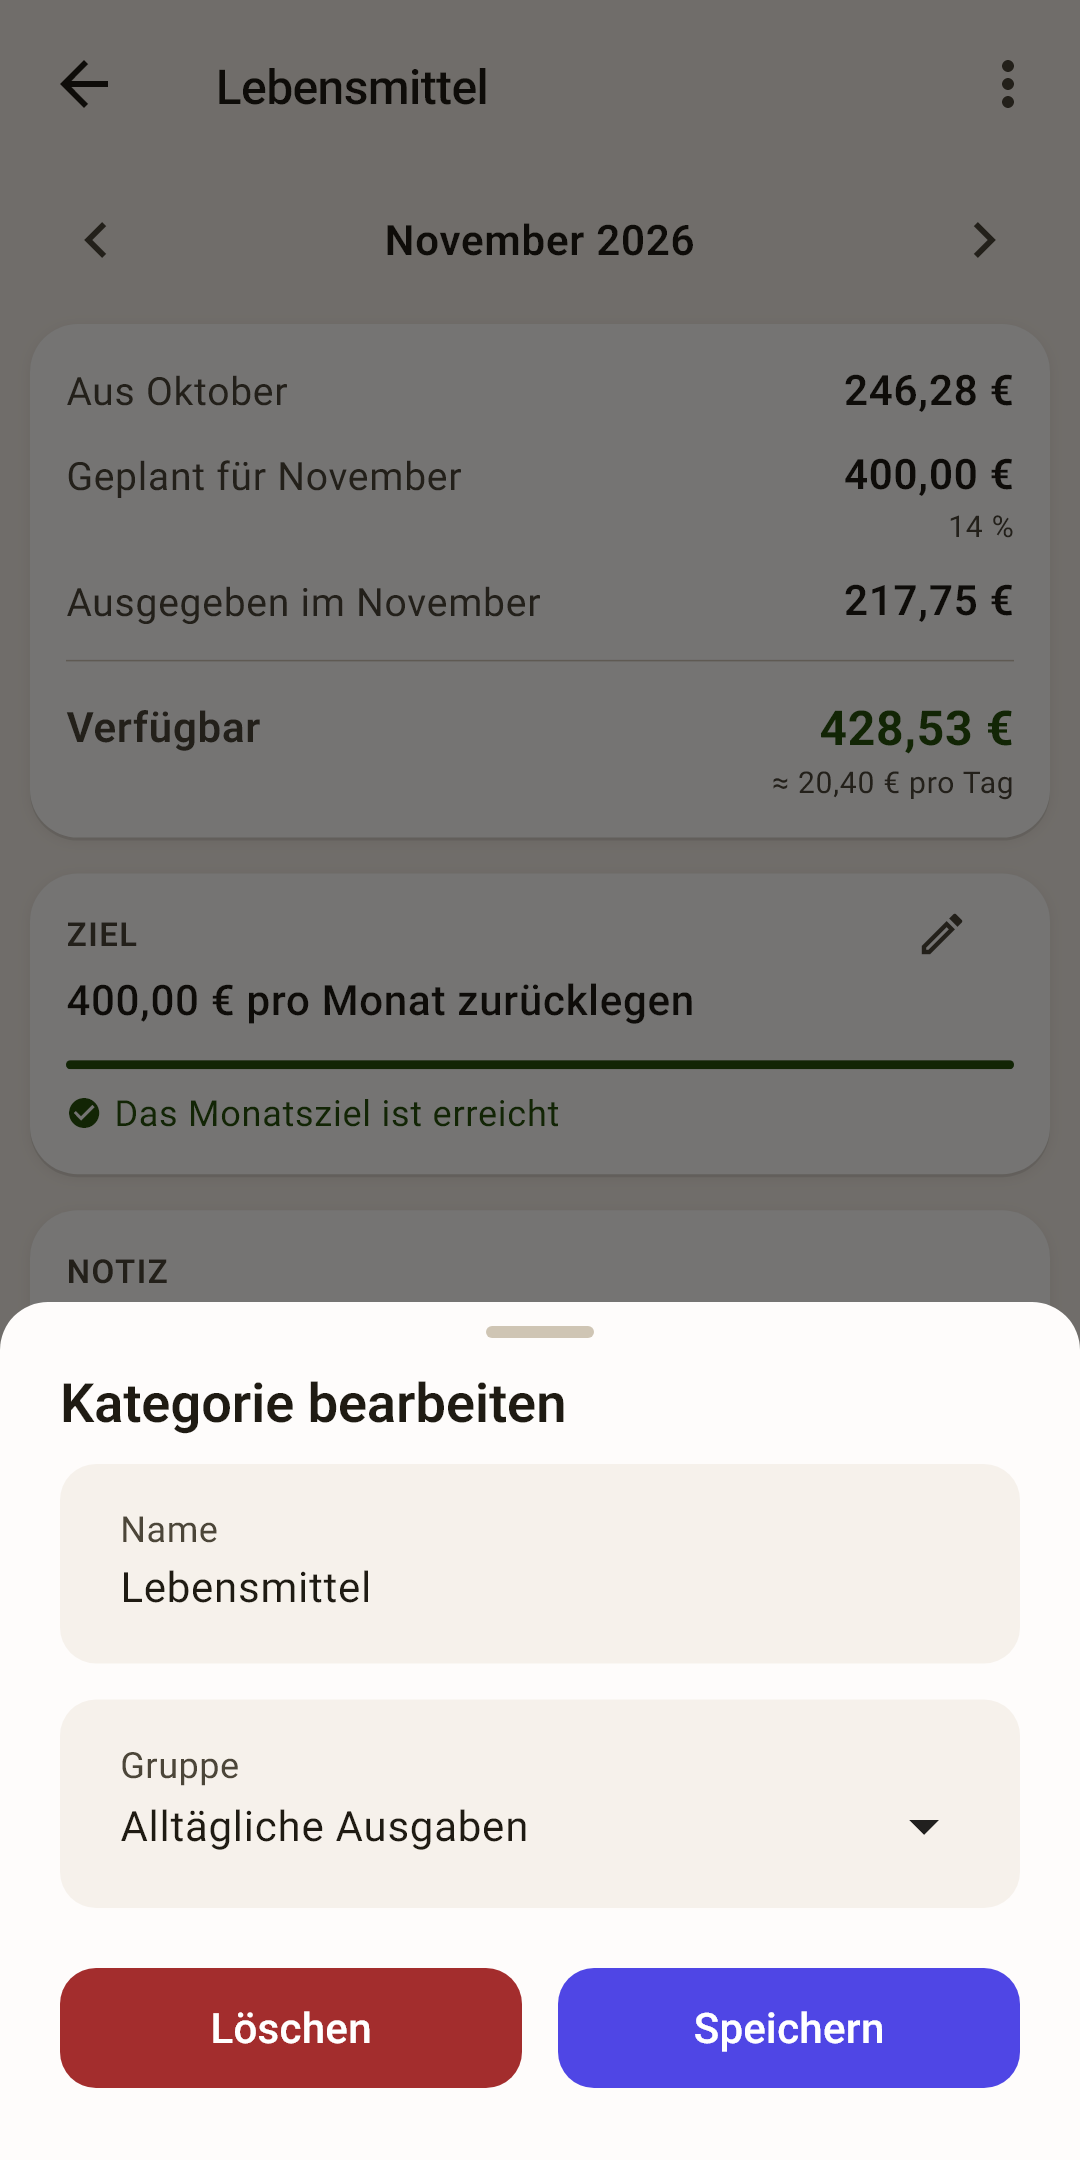 Lebensmittel
November 2026
Aus Oktober 246,28 €
Geplant für November 400,00 €
14 %
Ausgegeben im November 217,75 €
Verfügbar 428,53 €
≈ 20,40 € pro Tag
ZIEL
400,00 € pro Monat zurücklegen
Das Monatsziel ist erreicht
NOTIZ
Kategorie bearbeiten
Name
Lebensmittel
Gruppe
Alltägliche Ausgaben
Löschen Speichern